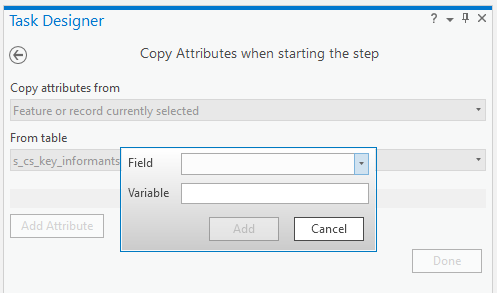 Task Designer
Copy Attributes when starting the step
Copy attributes from
Feature or record currently selected
From table
s_cs_key_informants
Field
Variable
Add
Cancel
Add Attribute
Done